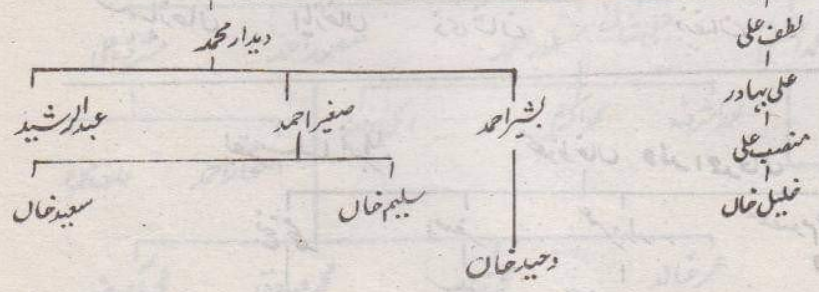 لطف علی
علی بہادر
منصب علی
خلیل خاں
دیدار محمد
بشیر احمد
صغیر احمد
عبدالرشید
سلیم خاں
سعید خاں
وحید خان